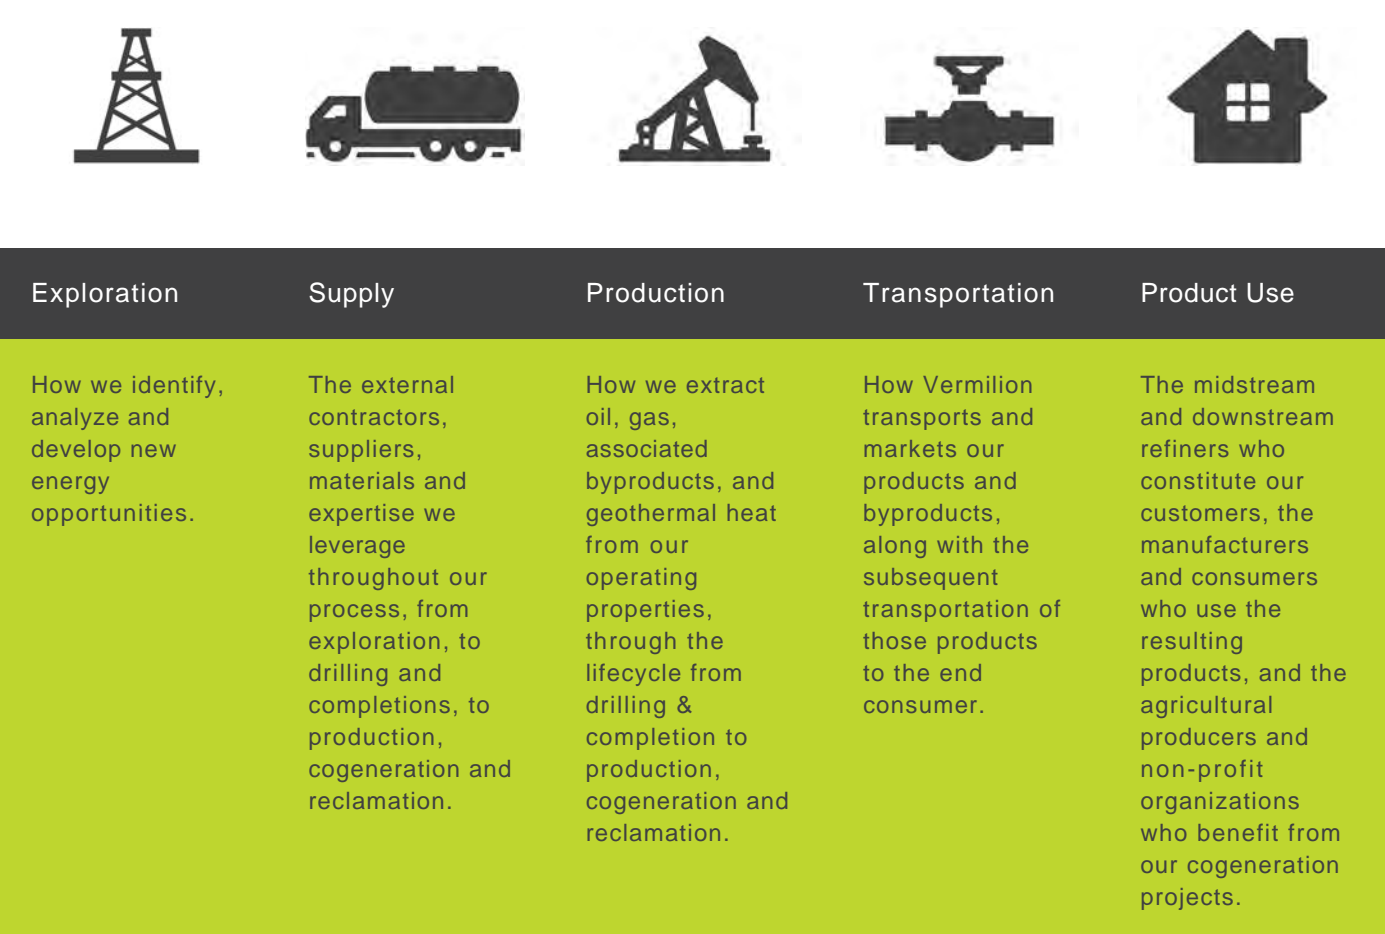 Exploration
How we identify,
analyze and
develop new
energy
opportunities.
Supply
The external
contractors,
suppliers,
materials and
expertise we
leverage
throughout our
process, from
exploration, to
drilling and
completions, to
production,
cogeneration and
reclamation.
Production
How we extract
oil, gas,
associated
byproducts, and
geothermal heat
from our
operating
properties,
through the
lifecycle from
drilling &
completion to
production,
cogeneration and
reclamation.
Transportation
How Vermilion
transports and
markets our
products and
byproducts,
along with the
subsequent
transportation of
those products
to the end
consumer.
Product Use
The midstream
and downstream
refiners who
constitute our
customers, the
manufacturers
and consumers
who use the
resulting
products, and the
agricultural
producers and
non-profit
organizations
who benefit from
our cogeneration
projects.